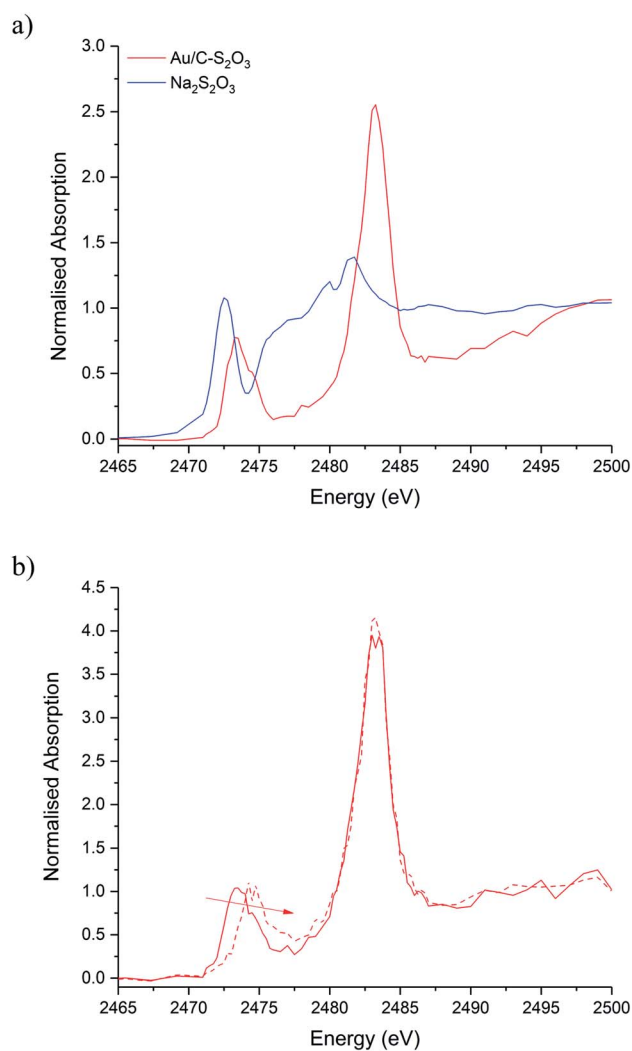 a)
3.0
2.5
2.0
1.5
1.0
0.5
0.0
Normalised Absorption
Au/C-S₂O₃
Na₂S₂O₃
2465 2470 2475 2480 2485 2490 2495 2500
Energy (eV)
b)
4.5
4.0
3.5
3.0
2.5
2.0
1.5
1.0
0.5
0.0
Normalised Absorption
2465 2470 2475 2480 2485 2490 2495 2500
Energy (eV)